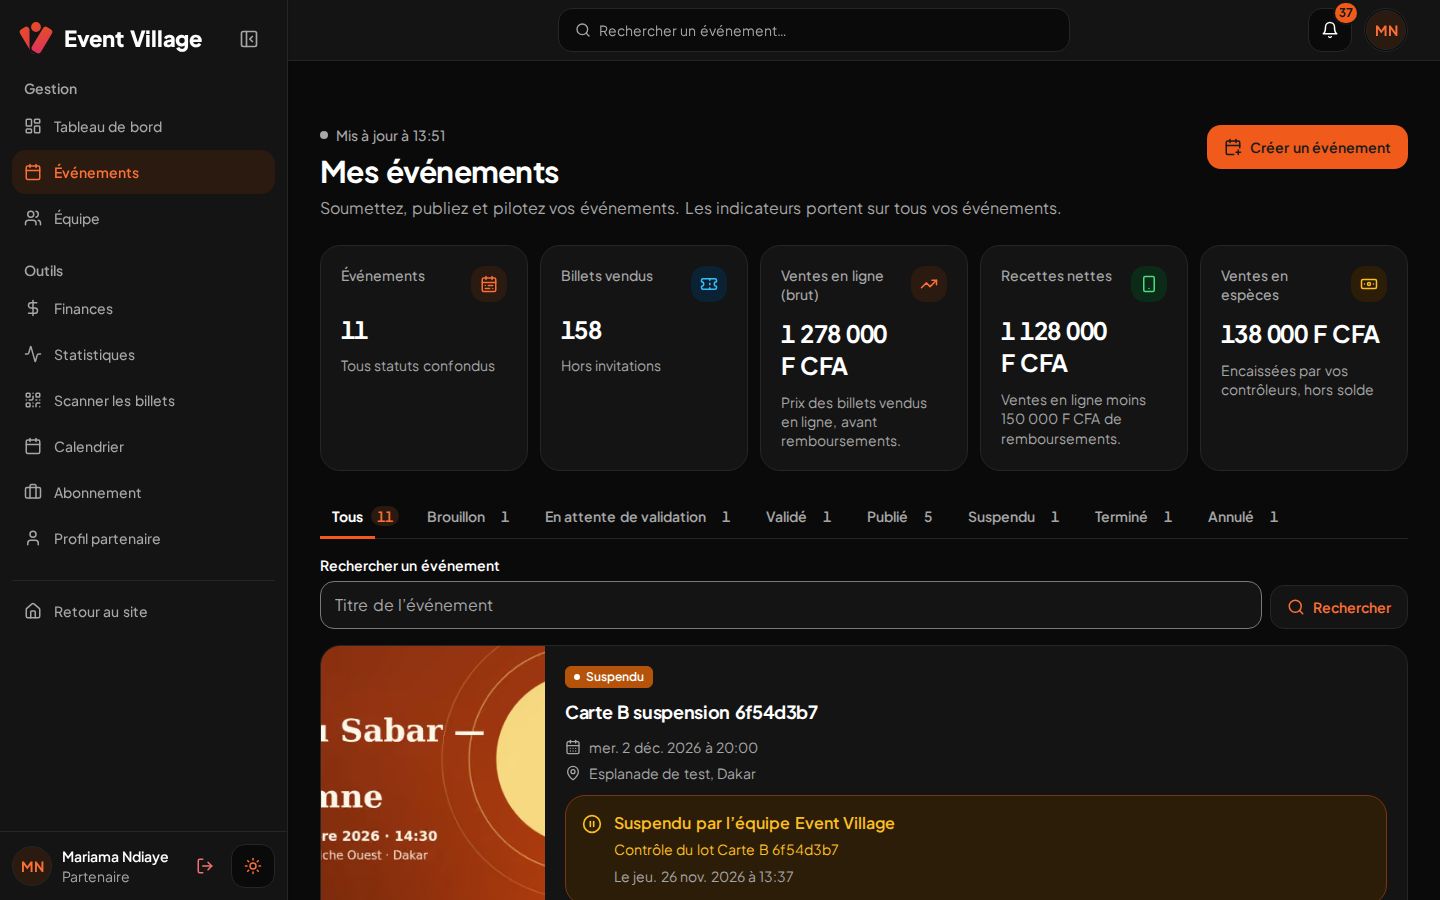 Event Village
Rechercher un événement...
37
MN
Gestion
Tableau de bord
Événements
Équipe
Outils
Finances
Statistiques
Scanner les billets
Calendrier
Abonnement
Profil partenaire
Retour au site
MN
Mariama Ndiaye
Partenaire
Mis à jour à 13:51
Mes événements
Soumettez, publiez et pilotez vos événements. Les indicateurs portent sur tous vos événements.
Créer un événement
Événements
11
Tous statuts confondus
Billets vendus
158
Hors invitations
Ventes en ligne
(brut)
1 278 000
F CFA
Prix des billets vendus
en ligne, avant
remboursements.
Recettes nettes
1 128 000
F CFA
Ventes en ligne moins
150 000 F CFA de
remboursements.
Ventes en
espèces
138 000 F CFA
Encaissées par vos
contrôleurs, hors solde
Tous 11 Brouillon 1 En attente de validation 1 Validé 1 Publié 5 Suspendu 1 Terminé 1 Annulé 1
Rechercher un événement
Titre de l’événement
Rechercher
Sabar —
mne
re 2026 · 14:30
che Ouest · Dakar
Suspendu
Carte B suspension 6f54d3b7
mer. 2 déc. 2026 à 20:00
Esplanade de test, Dakar
Suspendu par l’équipe Event Village
Contrôle du lot Carte B 6f54d3b7
Le jeu. 26 nov. 2026 à 13:37